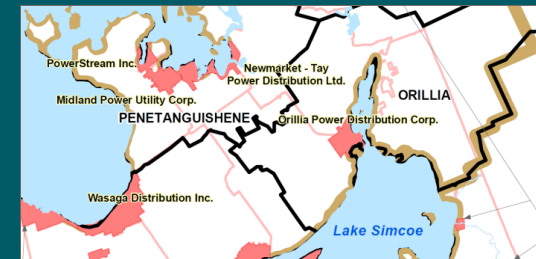 PowerStream Inc.
Newmarket - Tay
Power Distribution Ltd.
Midland Power Utility Corp.
ORILLIA
PENETANGUISHENE
Orillia Power Distribution Corp.
Wasaga Distribution Inc.
Lake Simcoe